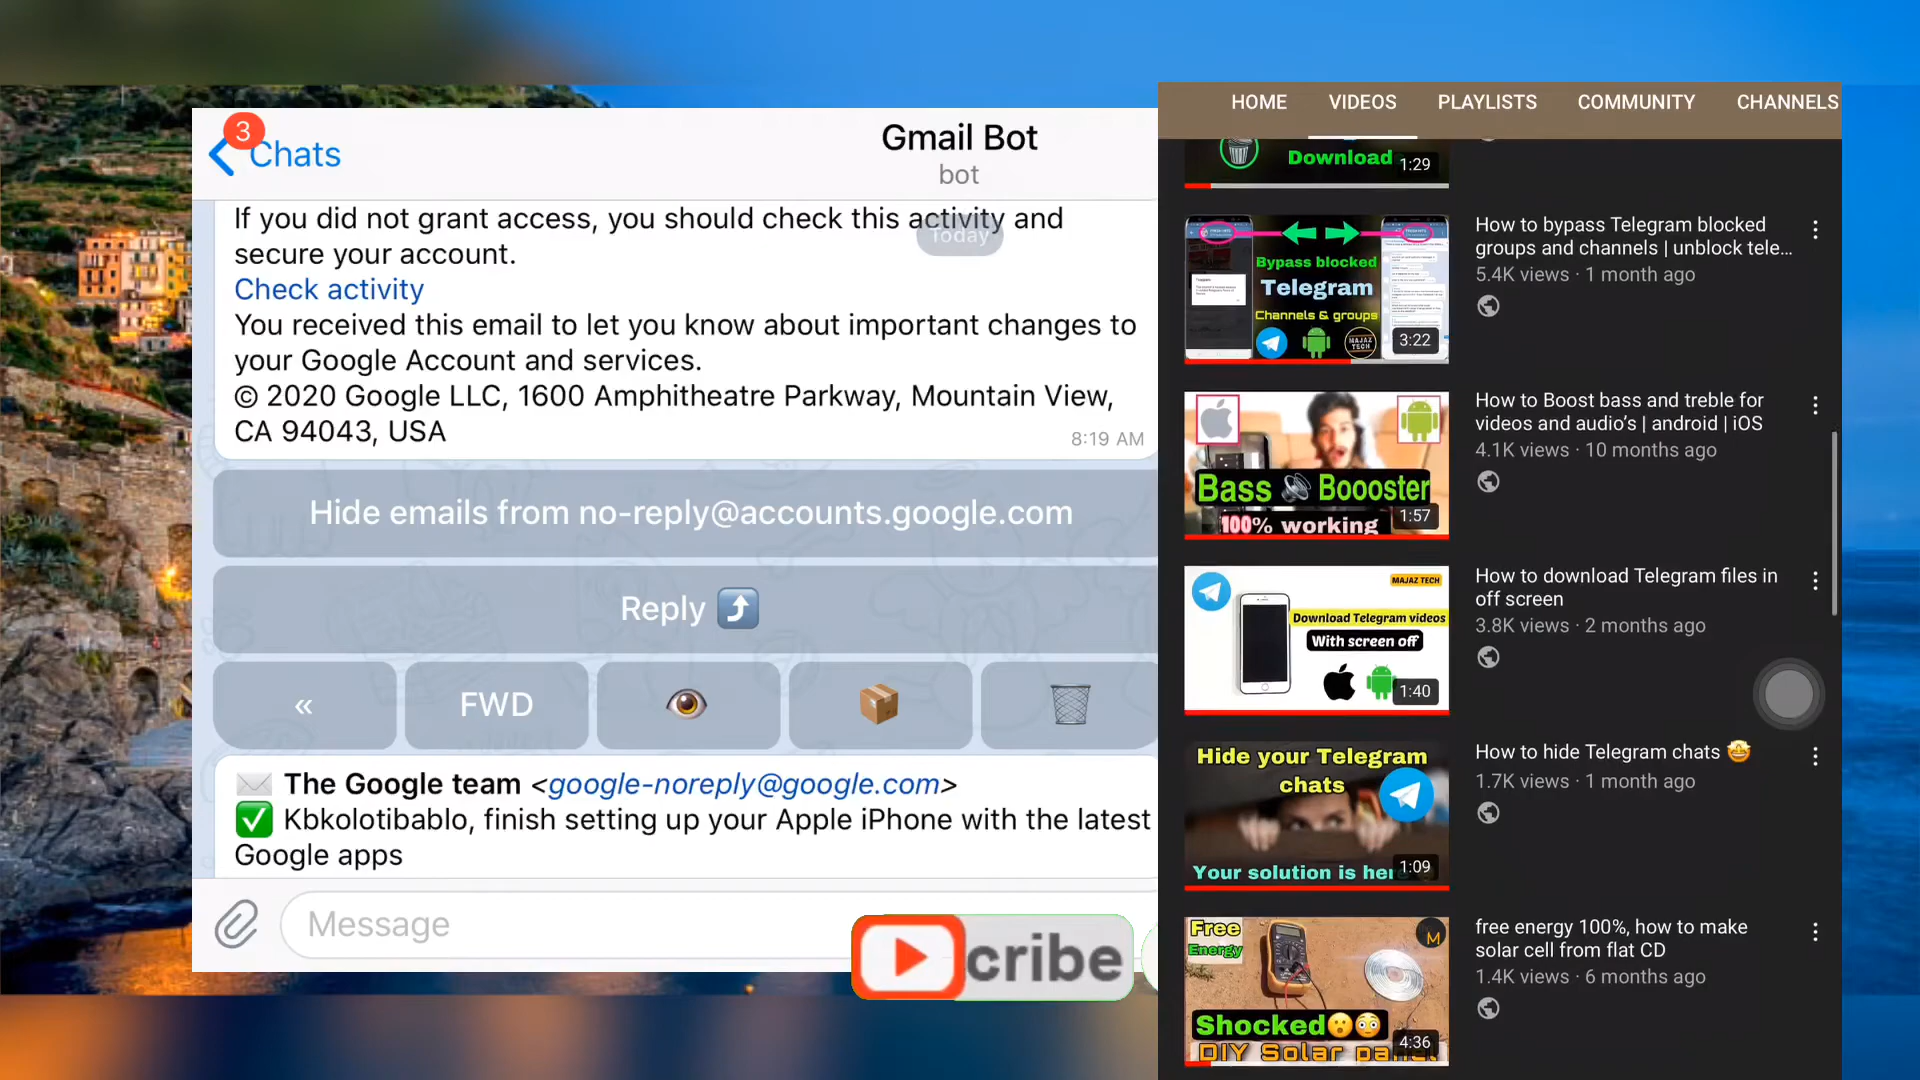 3
Chats
Gmail Bot
bot
If you did not grant access, you should check this activity and
secure your account.
Today
Check activity
You received this email to let you know about important changes to
your Google Account and services.
© 2020 Google LLC, 1600 Amphitheatre Parkway, Mountain View,
CA 94043, USA
8:19 AM
Hide emails from no-reply@accounts.google.com
Reply
«
FWD
The Google team <google-noreply@google.com>
Kbkolotibablo, finish setting up your Apple iPhone with the latest
Google apps
Message
cribe
HOME VIDEOS PLAYLISTS COMMUNITY CHANNELS
Download
1:29
Bypass blocked
Telegram
Channels & groups
MAJAZ
TECH
3:22
How to bypass Telegram blocked
groups and channels | unblock tele...
5.4K views · 1 month ago
Bass Boooster
100% working
1:57
How to Boost bass and treble for
videos and audio's | android | iOS
4.1K views · 10 months ago
MAJAZ TECH
Download Telegram videos
With screen off
1:40
How to download Telegram files in
off screen
3.8K views · 2 months ago
Hide your Telegram
chats
Your solution is her
1:09
How to hide Telegram chats
1.7K views · 1 month ago
Free
Energy
M
Shocked
DIY Solar panel
4:36
free energy 100%, how to make
solar cell from flat CD
1.4K views · 6 months ago